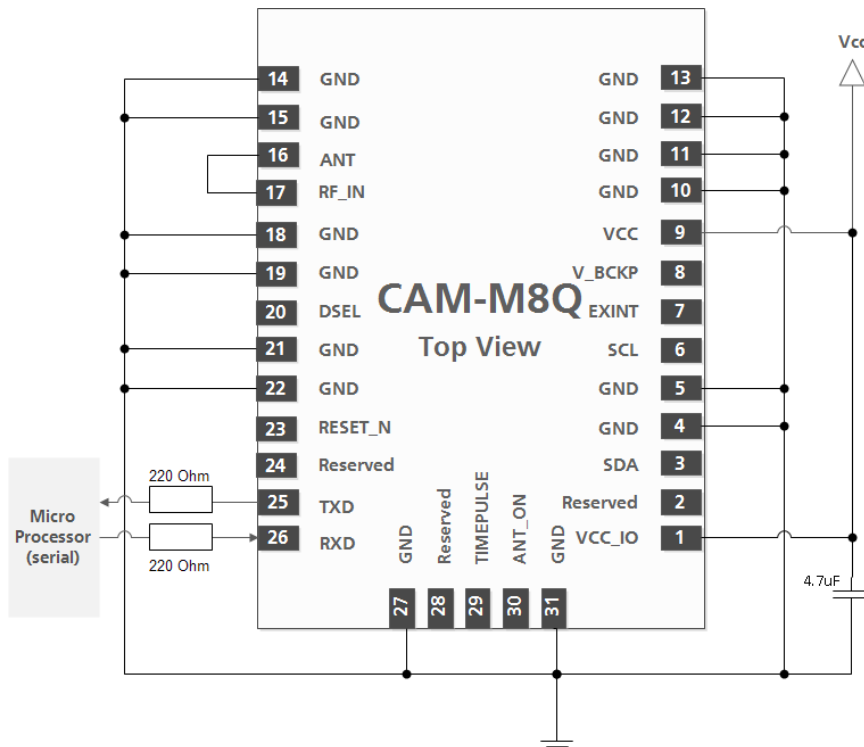 Vcc
14 GND
GND 13
15 GND
GND 12
16 ANT
GND 11
17 RF_IN
GND 10
18 GND
VCC 9
19 GND
V_BCKP 8
CAM-M8Q
20 DSEL
EXINT 7
Top View
21 GND
SCL 6
22 GND
GND 5
23 RESET_N
GND 4
24 Reserved
SDA 3
220 Ohm
25 TXD
Reserved 2
Micro
Processor
(serial)
26 RXD
VCC_IO 1
220 Ohm
GND
Reserved
TIMEPULSE
ANT_ON
GND
27
28
29
30
31
4.7uF